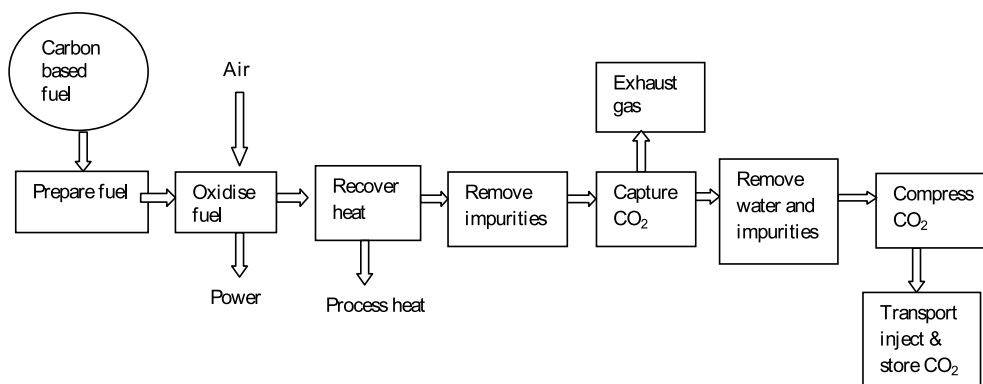 Carbon
based
fuel
Air
Exhaust
gas
Prepare fuel
Oxidise
fuel
Recover
heat
Remove
impurities
Capture
CO₂
Remove
water and
impurities
Compress
CO₂
Power
Process heat
Transport
inject &
store CO₂